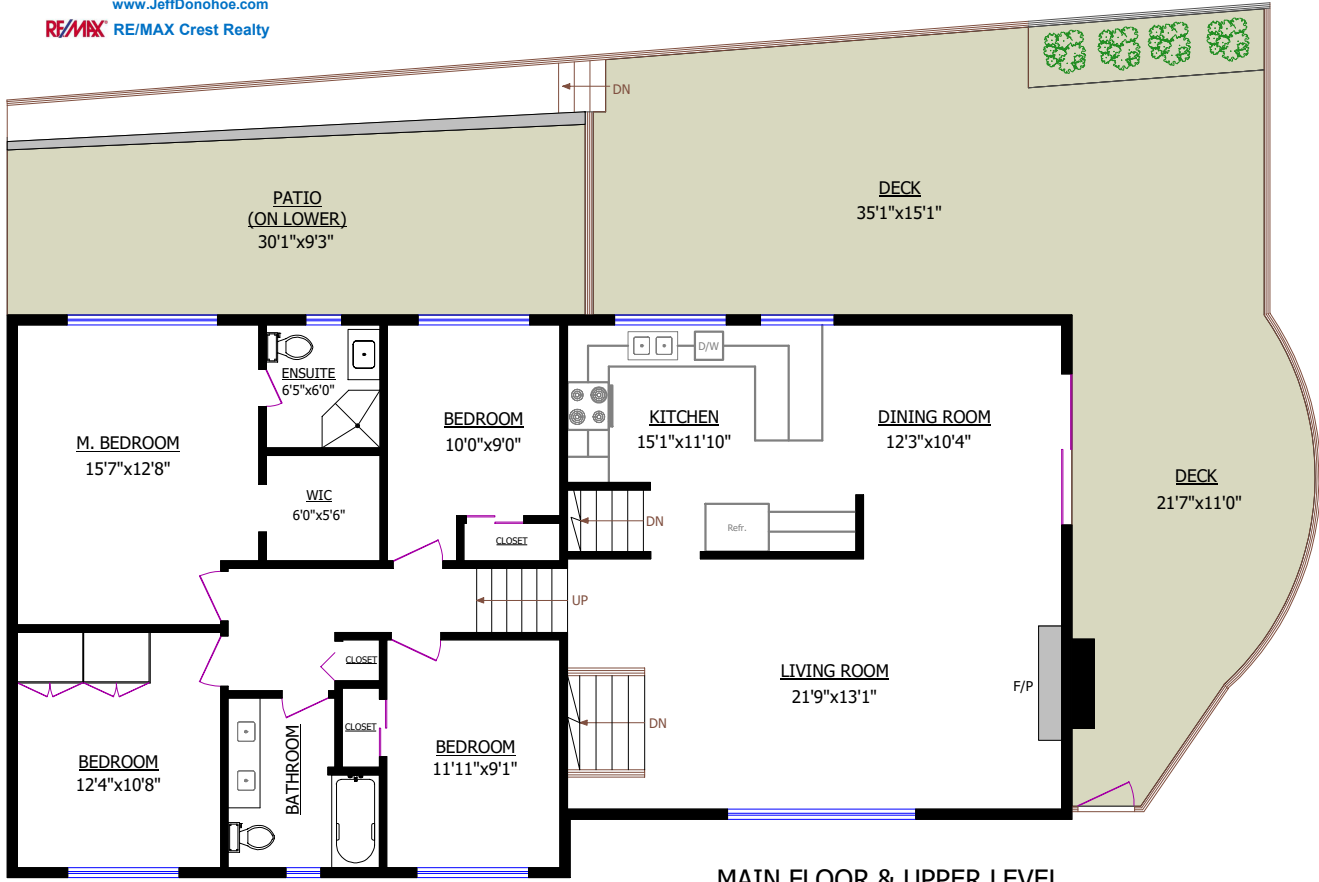 www.JeffDonohoe.com
RE/MAX RE/MAX Crest Realty
DN
PATIO
(ON LOWER)
30'1"x9'3"
DECK
35'1"x15'1"
ENSUITE
6'5"x6'0"
D/W
M. BEDROOM
15'7"x12'8"
BEDROOM
10'0"x9'0"
KITCHEN
15'1"x11'10"
DINING ROOM
12'3"x10'4"
DECK
21'7"x11'0"
WIC
6'0"x5'6"
CLOSET
DN
Refr.
UP
CLOSET
LIVING ROOM
21'9"x13'1"
F/P
CLOSET
DN
BEDROOM
12'4"x10'8"
BATHROOM
BEDROOM
11'11"x9'1"
MAIN FLOOR & UPPER LEVEL